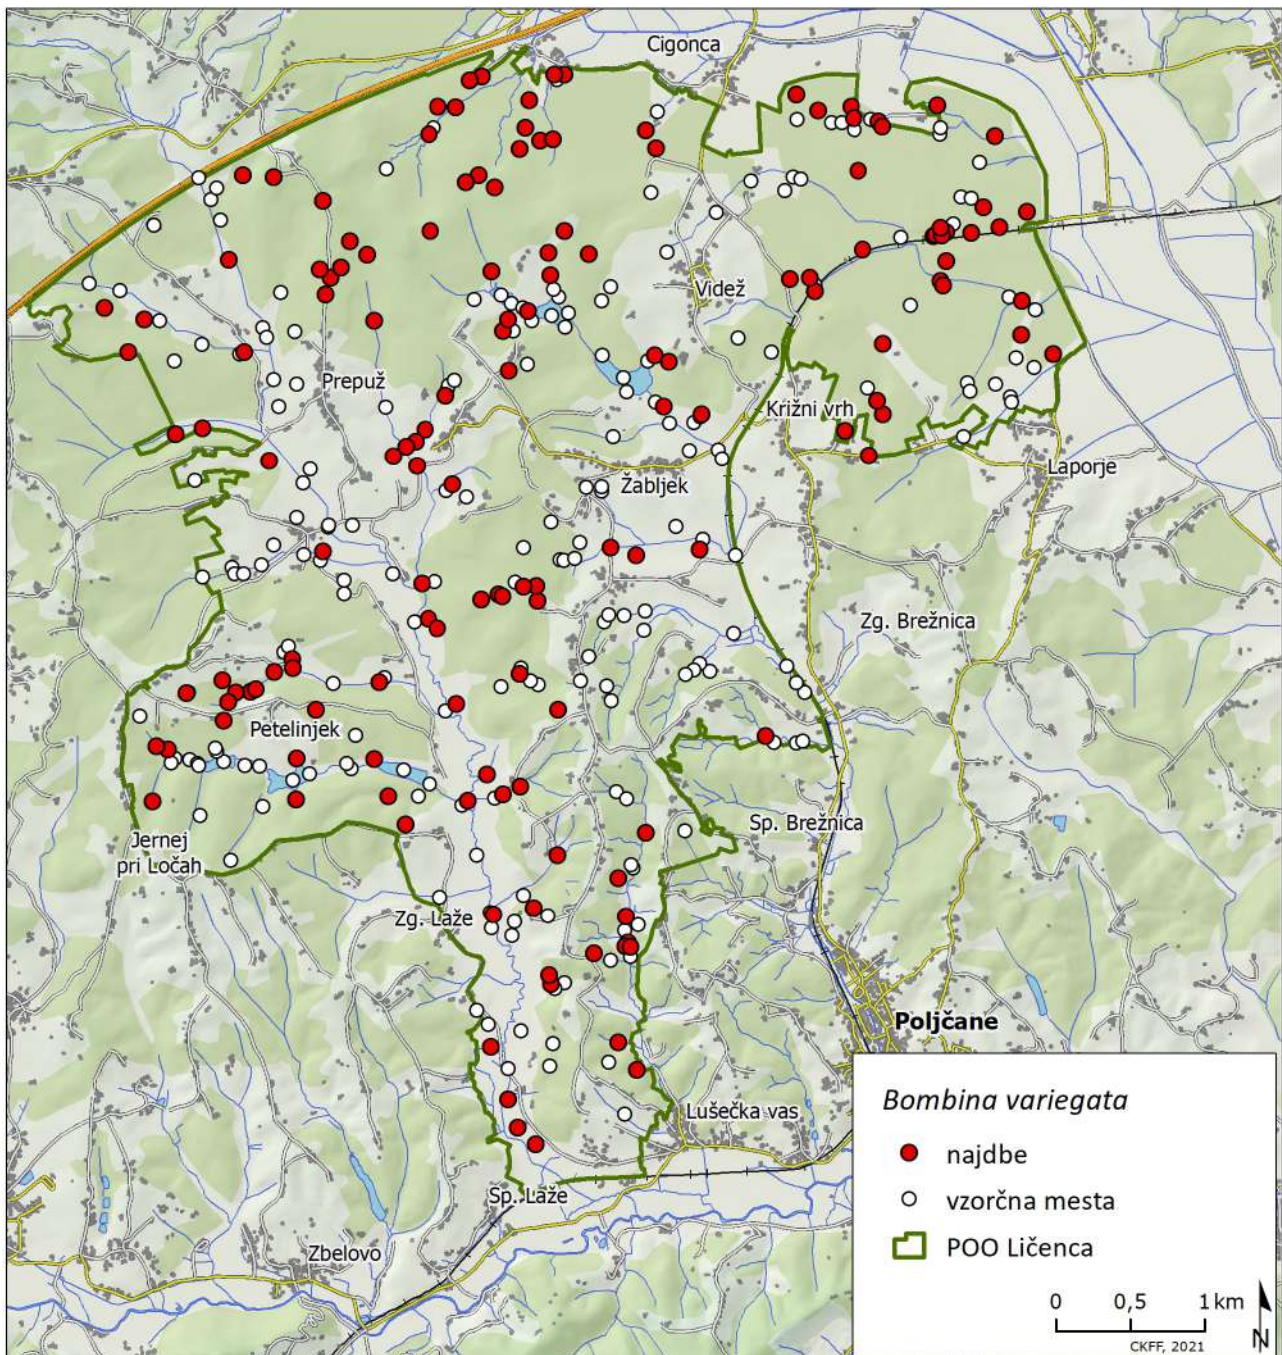 Cigonca
Videž
Prepuž
Križni vrh
Laporje
Žabljek
Zg. Brežnica
Petelinjek
Sp. Brežnica
Jernej
pri Ločah
Zg. Laže
Poljčane
Lušečka vas
Sp. Laže
Zbelovo
Bombina variegata
najdbe
vzorčna mesta
POO Ličenca
0 0,5 1 km
CKFF, 2021
N